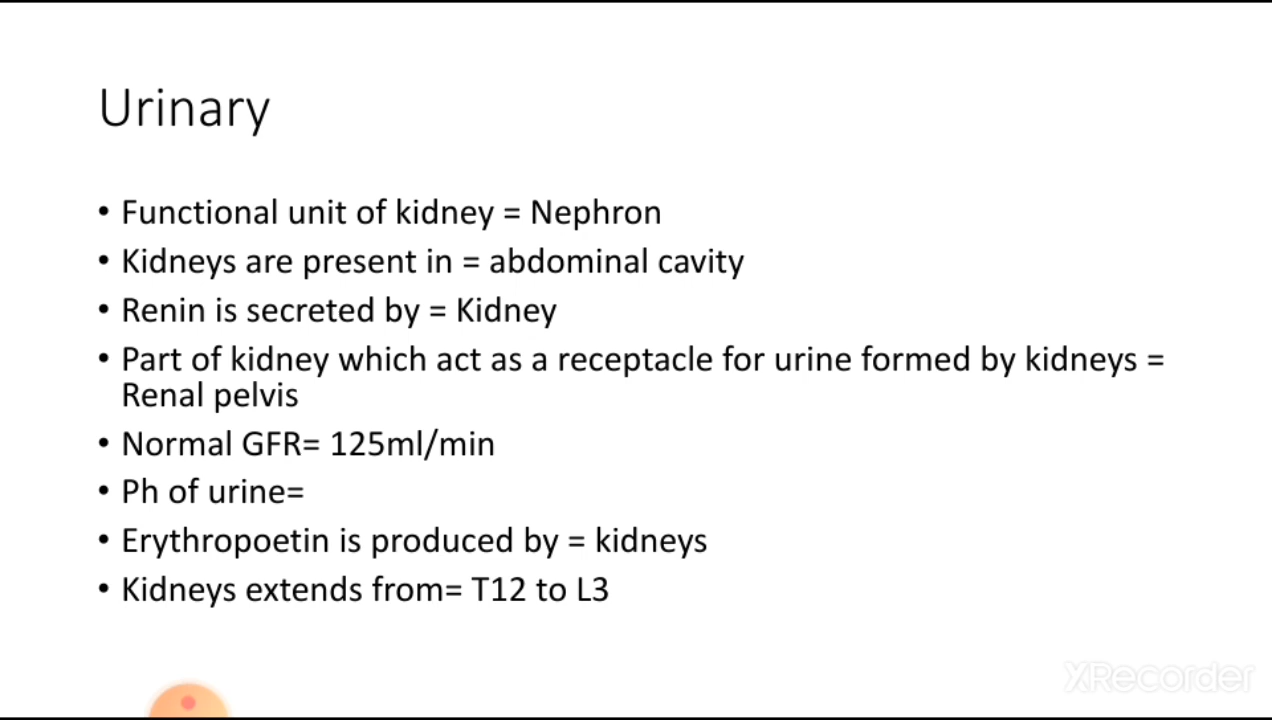 Urinary
• Functional unit of kidney = Nephron
• Kidneys are present in = abdominal cavity
• Renin is secreted by = Kidney
• Part of kidney which act as a receptacle for urine formed by kidneys =
Renal pelvis
• Normal GFR= 125ml/min
• Ph of urine=
• Erythropoetin is produced by = kidneys
• Kidneys extends from= T12 to L3
XRecorder